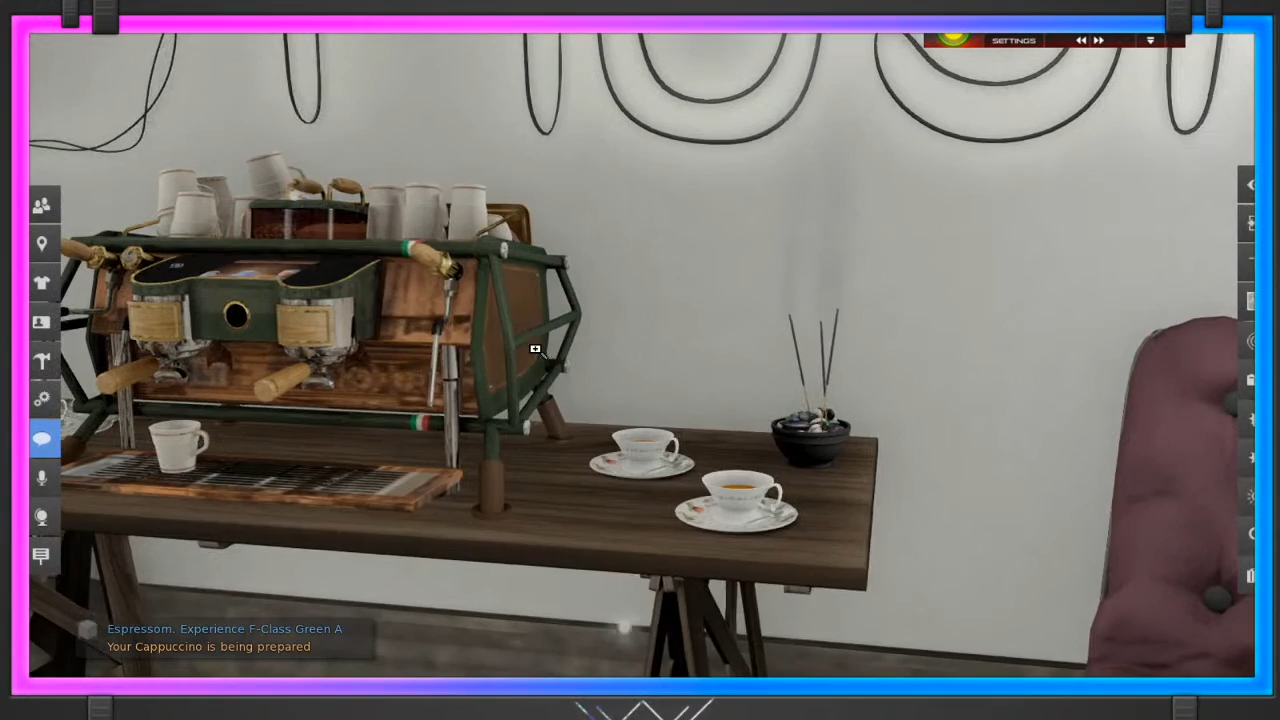 SETTINGS
Espressom. Experience F-Class Green A
Your Cappuccino is being prepared